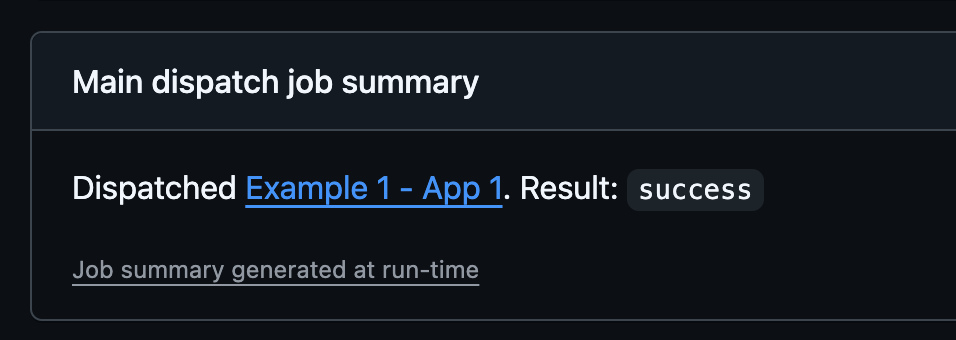 Main dispatch job summary
Dispatched Example 1 - App 1. Result: success
Job summary generated at run-time